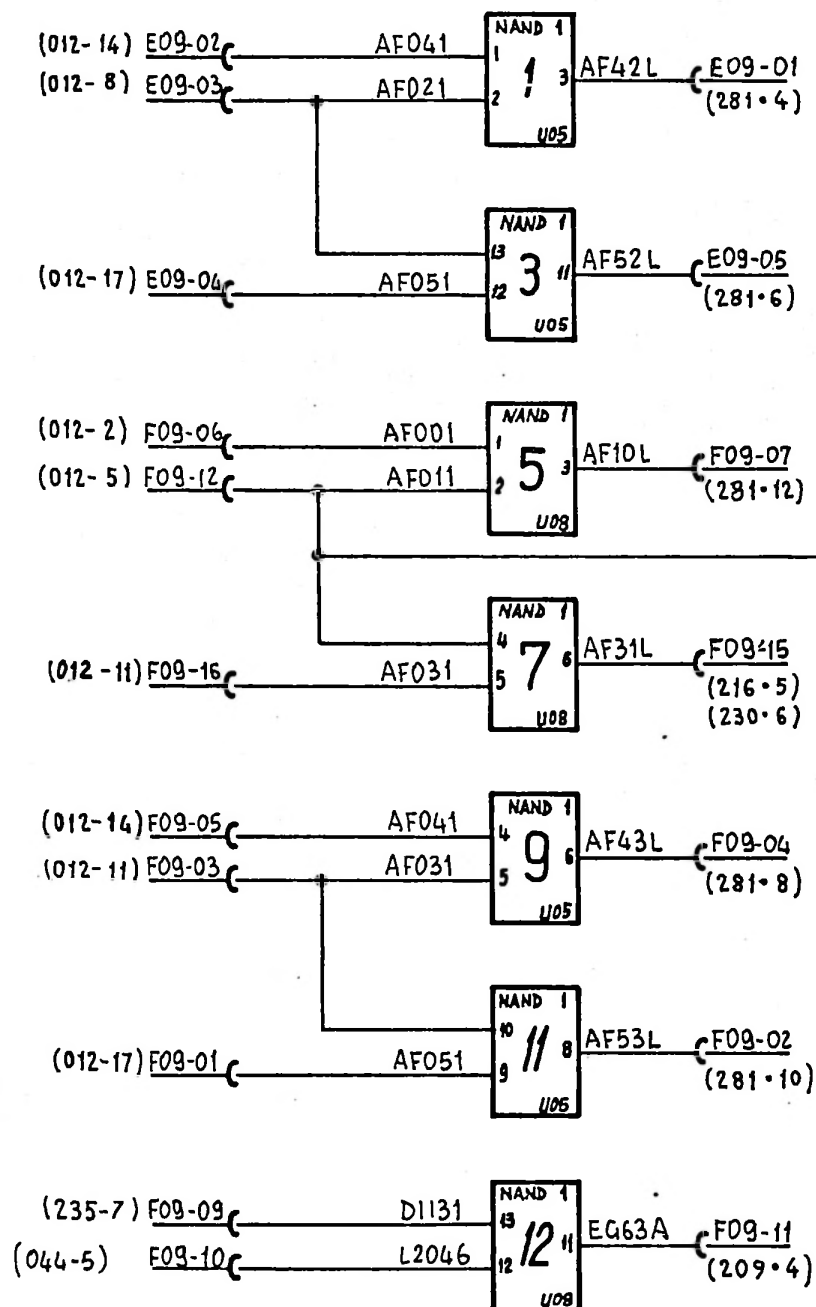 NAND 1
(012-14) E09-02 AF041 1
1 3 AF42L E09-01
(012-8) E09-03 AF021 2
(281·4)
U05
NAND 1
13
3 11 AF52L E09-05
(012-17) E09-04 AF051 12
(281·6)
U05
NAND 1
(012-2) F09-06 AF001 1
5 3 AF10L F09-07
(012-5) F09-12 AF011 2
(281·12)
U08
NAND 1
4
7 6 AF31L F09-15
(012-11) F09-16 AF031 5
(216·5)
U08 (230·6)
NAND 1
(012-14) F09-05 AF041 4
9 6 AF43L F09-04
(012-11) F09-03 AF031 5
(281·8)
U05
NAND 1
10
11 8 AF53L F09-02
(012-17) F09-01 AF051 9
(281·10)
U05
NAND 1
(235-7) F09-09 D1131 13
12 11 EG63A F09-11
(044-5) F09-10 L2046 12
(209·4)
U08